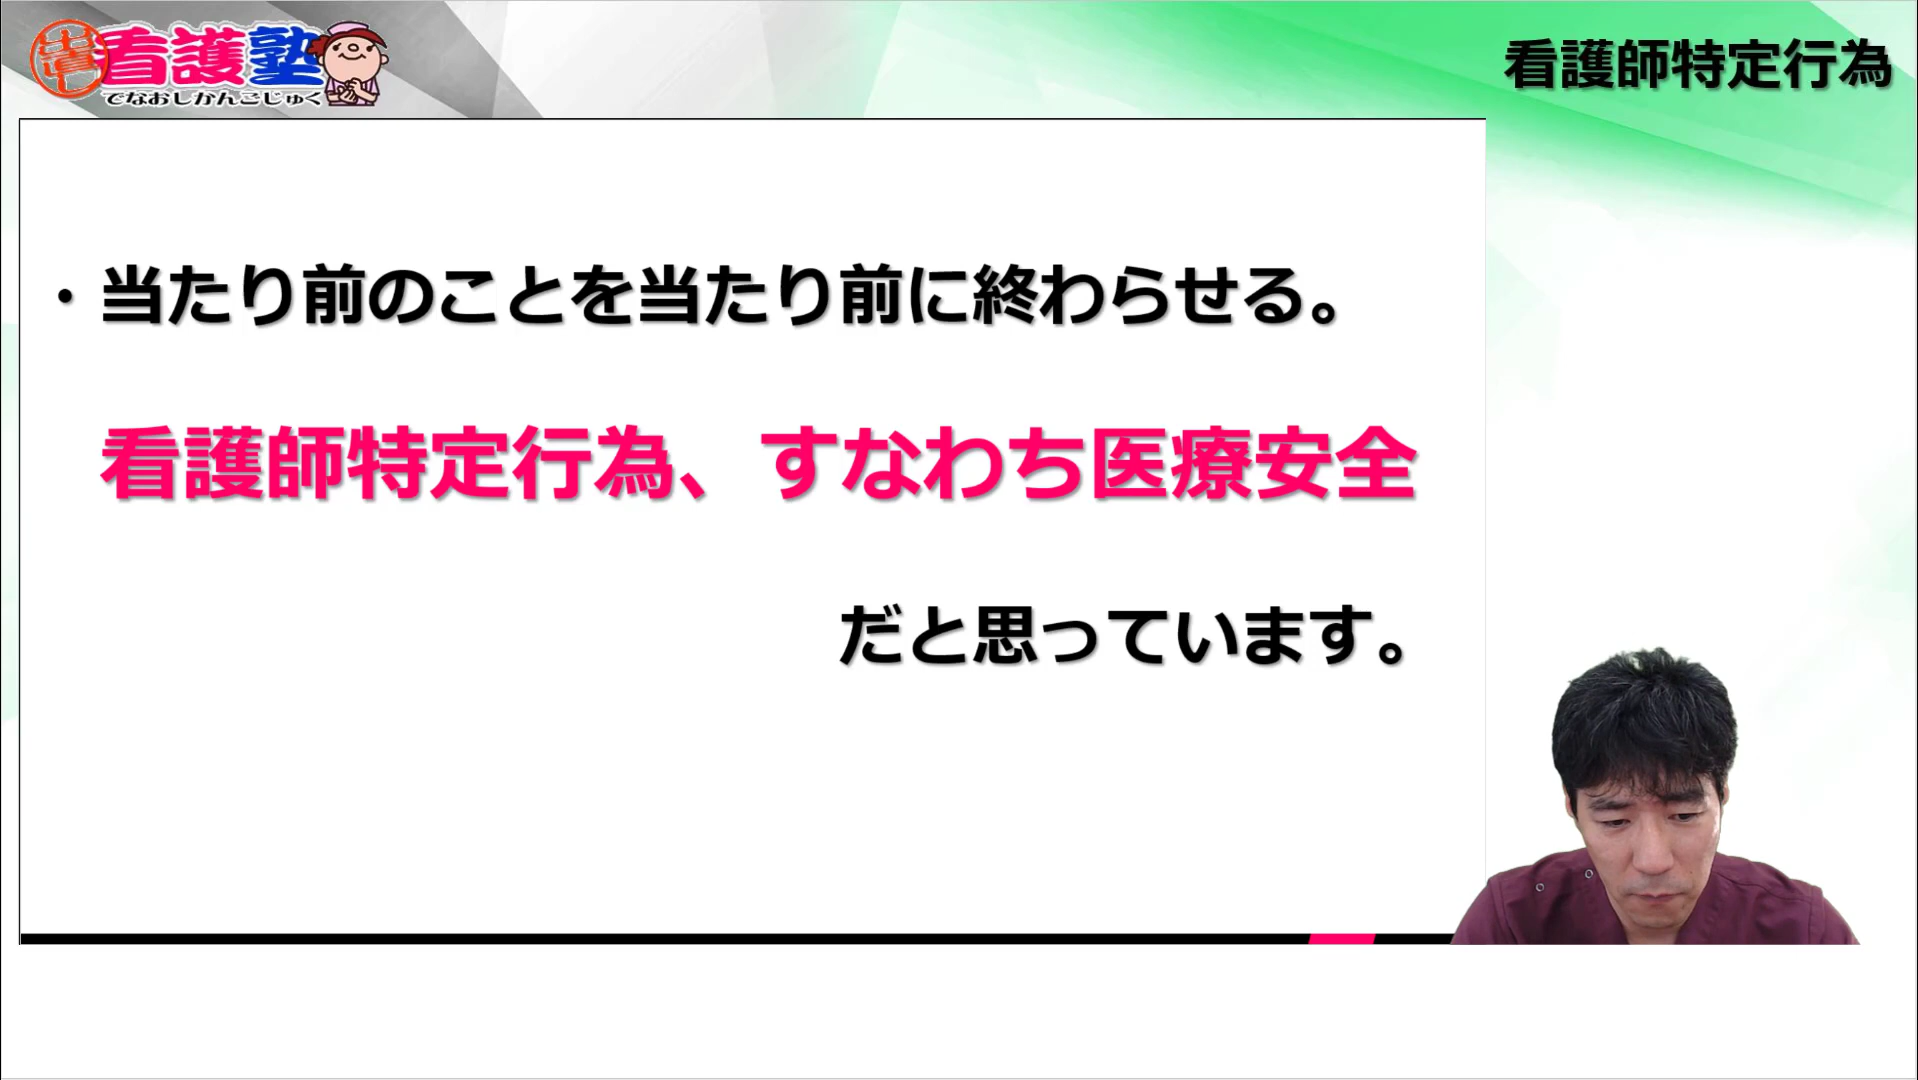 出直
看護塾
でなおしかんごじゅく
看護師特定行為
・当たり前のことを当たり前に終わらせる。
看護師特定行為、すなわち医療安全
だと思っています。